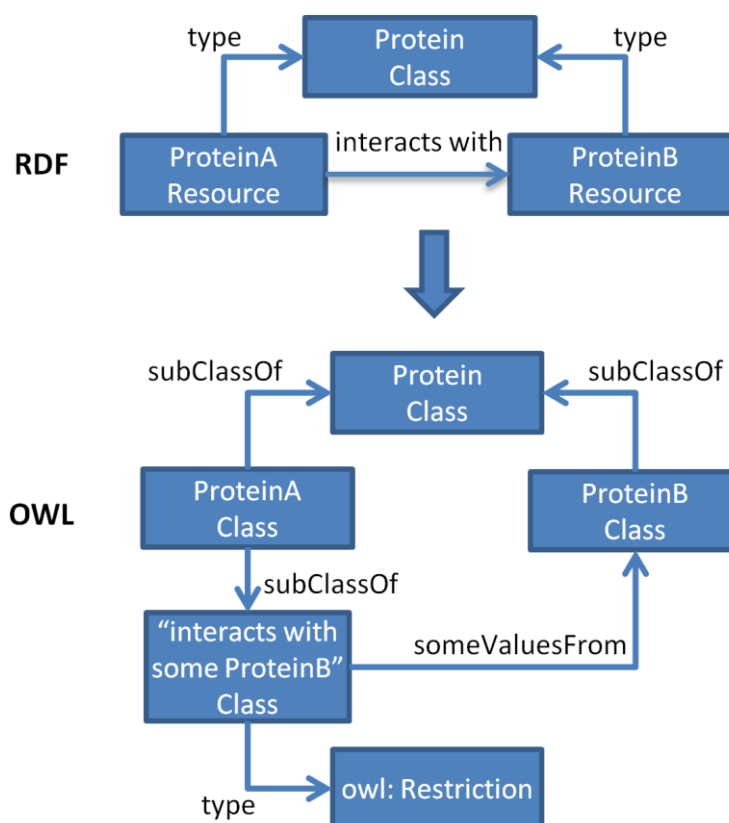 type
Protein
Class
type
RDF
ProteinA
Resource
interacts with
ProteinB
Resource
subClassOf
Protein
Class
subClassOf
OWL
ProteinA
Class
ProteinB
Class
subClassOf
“interacts with
some ProteinB”
Class
someValuesFrom
type
owl: Restriction